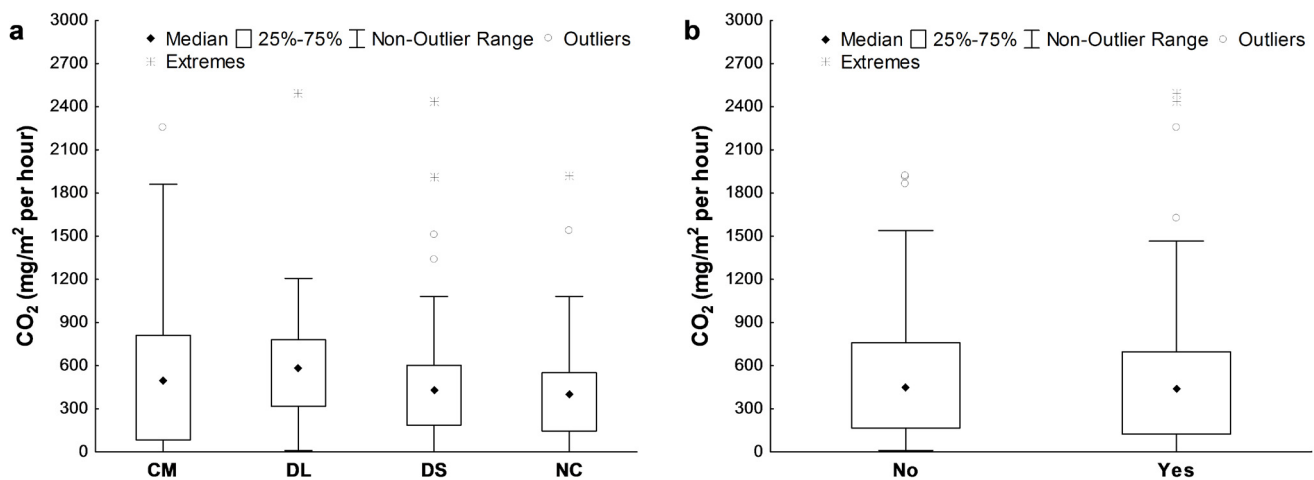 a
◆ Median □ 25%-75% ⌶ Non-Outlier Range ○ Outliers
Extremes
CO₂ (mg/m² per hour)
3000
2700
2400
2100
1800
1500
1200
900
600
300
0
CM DL DS NC
b
◆ Median □ 25%-75% ⌶ Non-Outlier Range ○ Outliers
Extremes
CO₂ (mg/m² per hour)
3000
2700
2400
2100
1800
1500
1200
900
600
300
0
No Yes